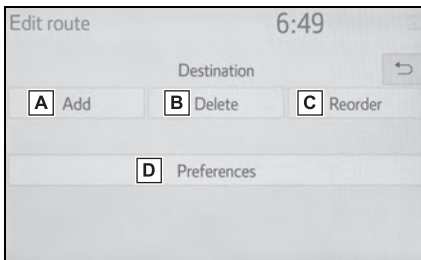 Edit route 6:49
Destination
A Add B Delete C Reorder
D Preferences